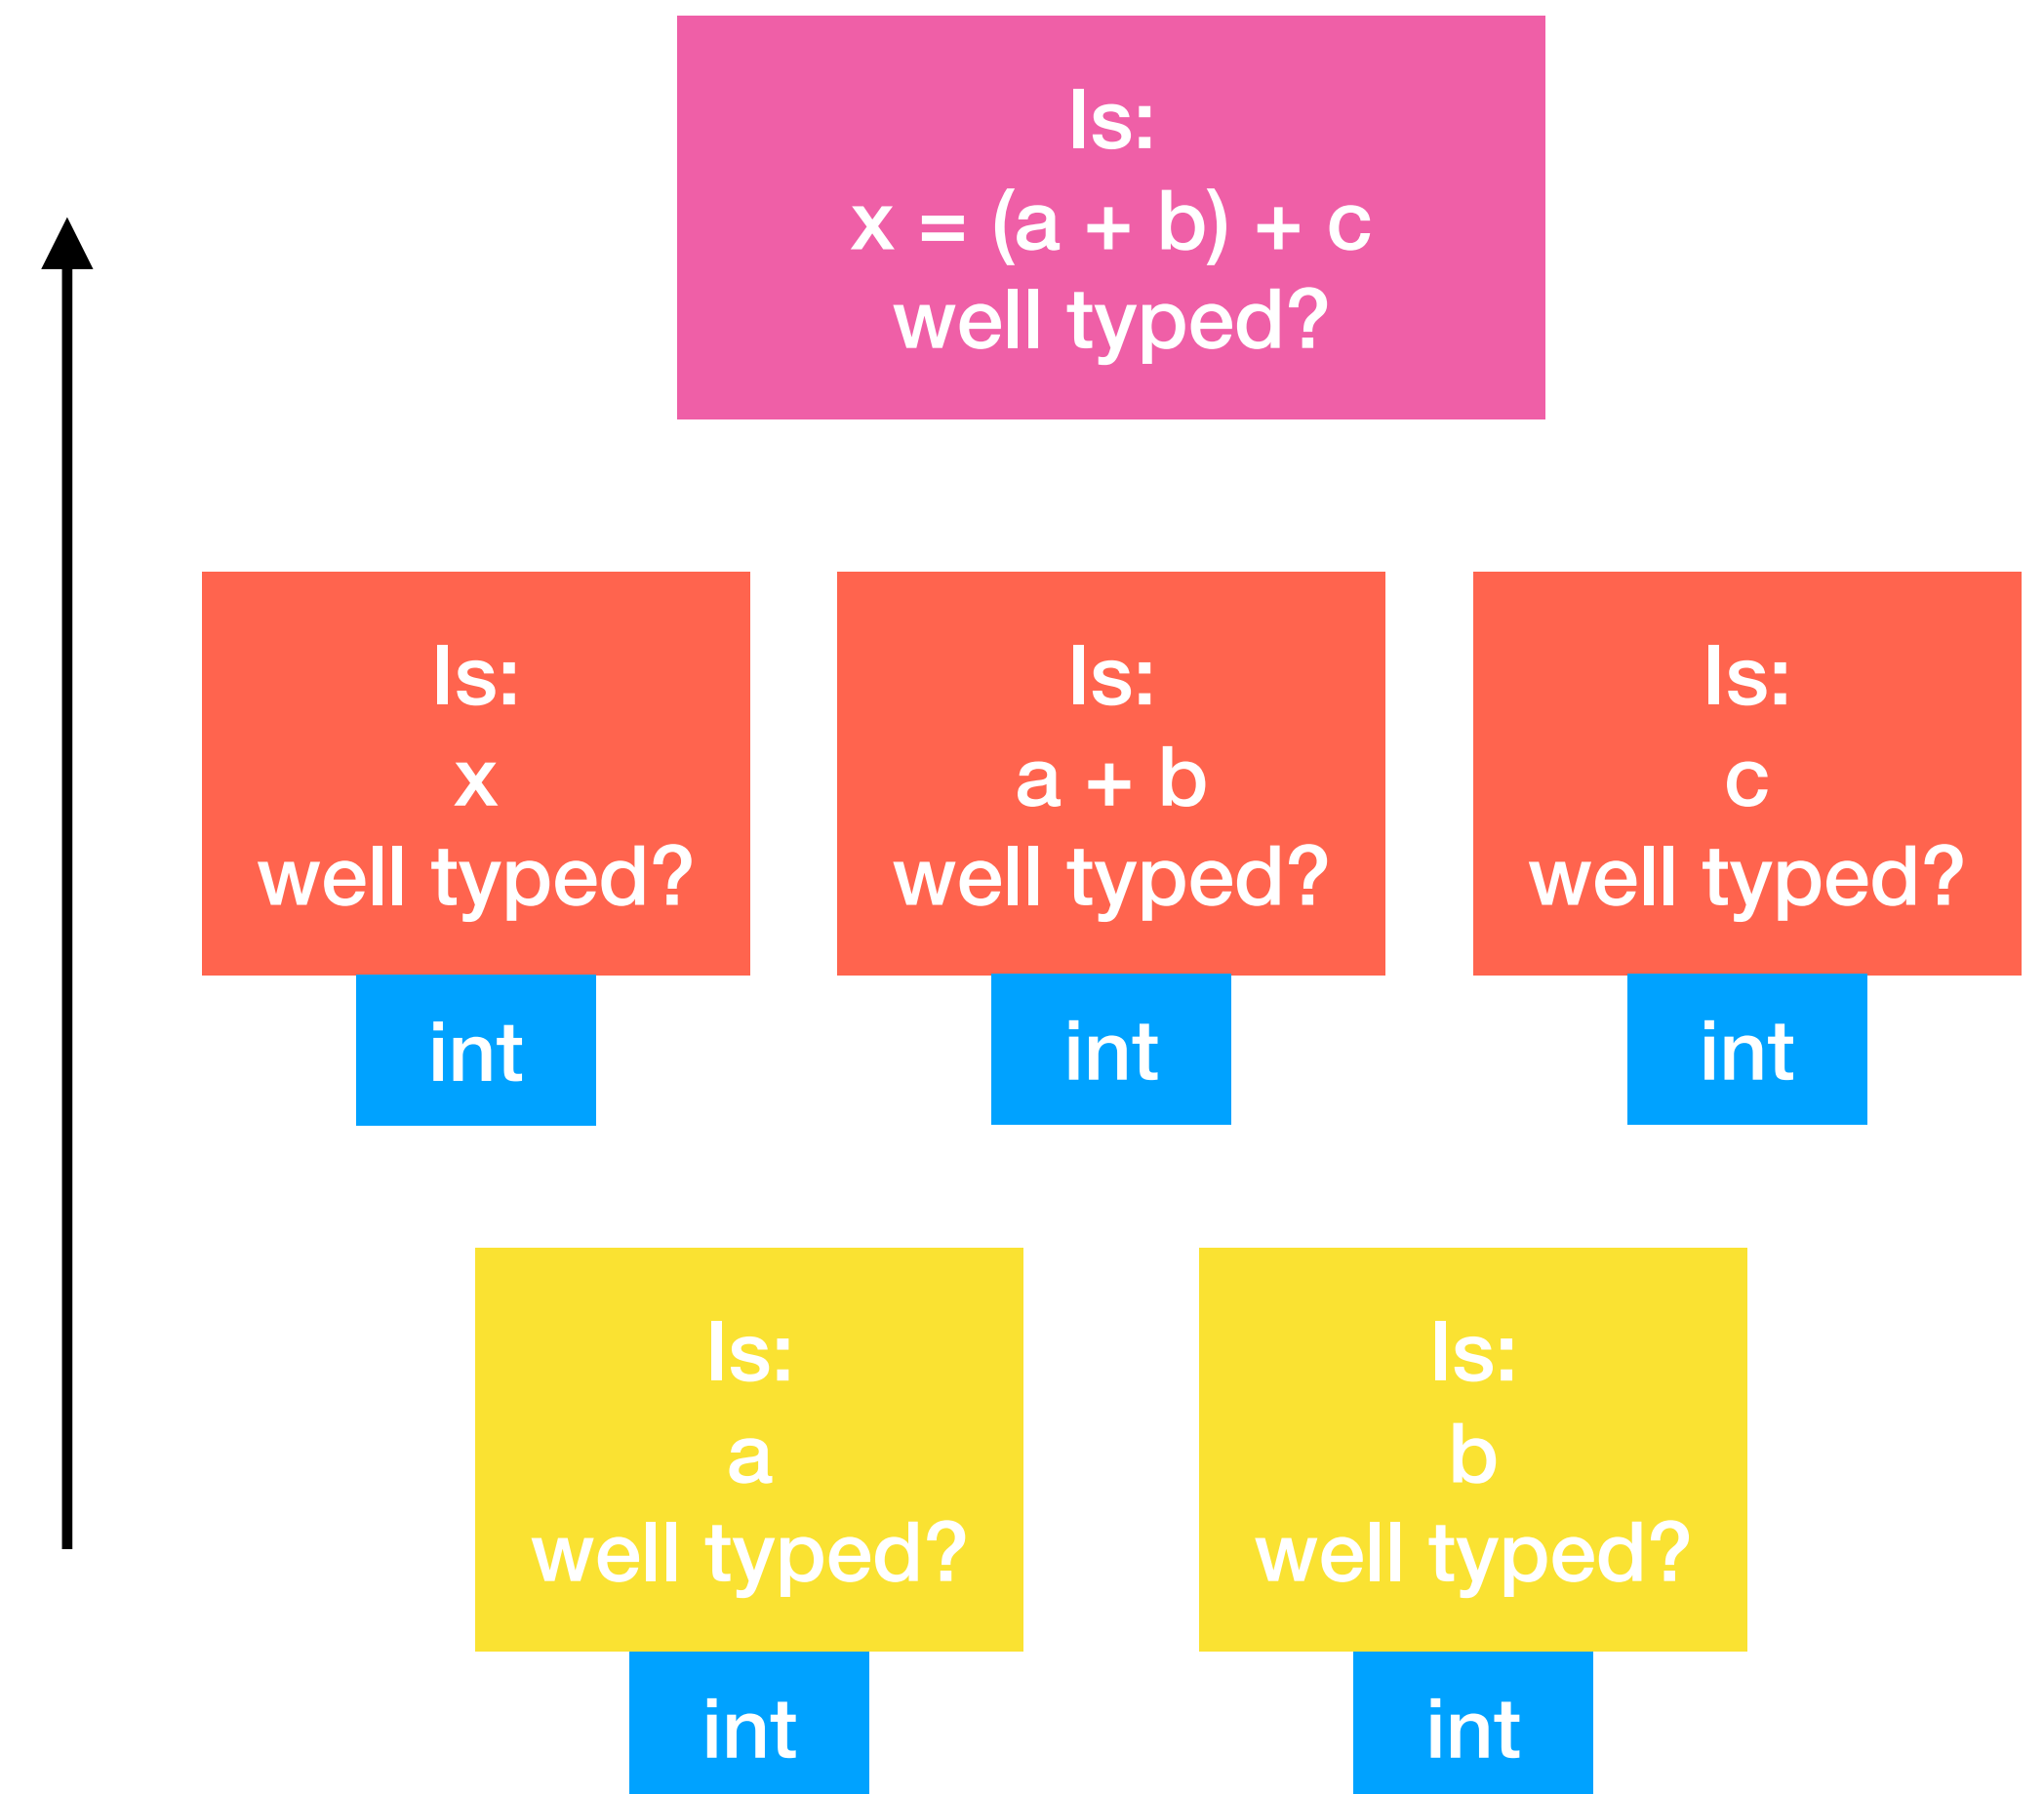 Is:
x = (a + b) + c
well typed?
Is:
x
well typed?
int
Is:
a + b
well typed?
int
Is:
c
well typed?
int
Is:
a
well typed?
int
Is:
b
well typed?
int